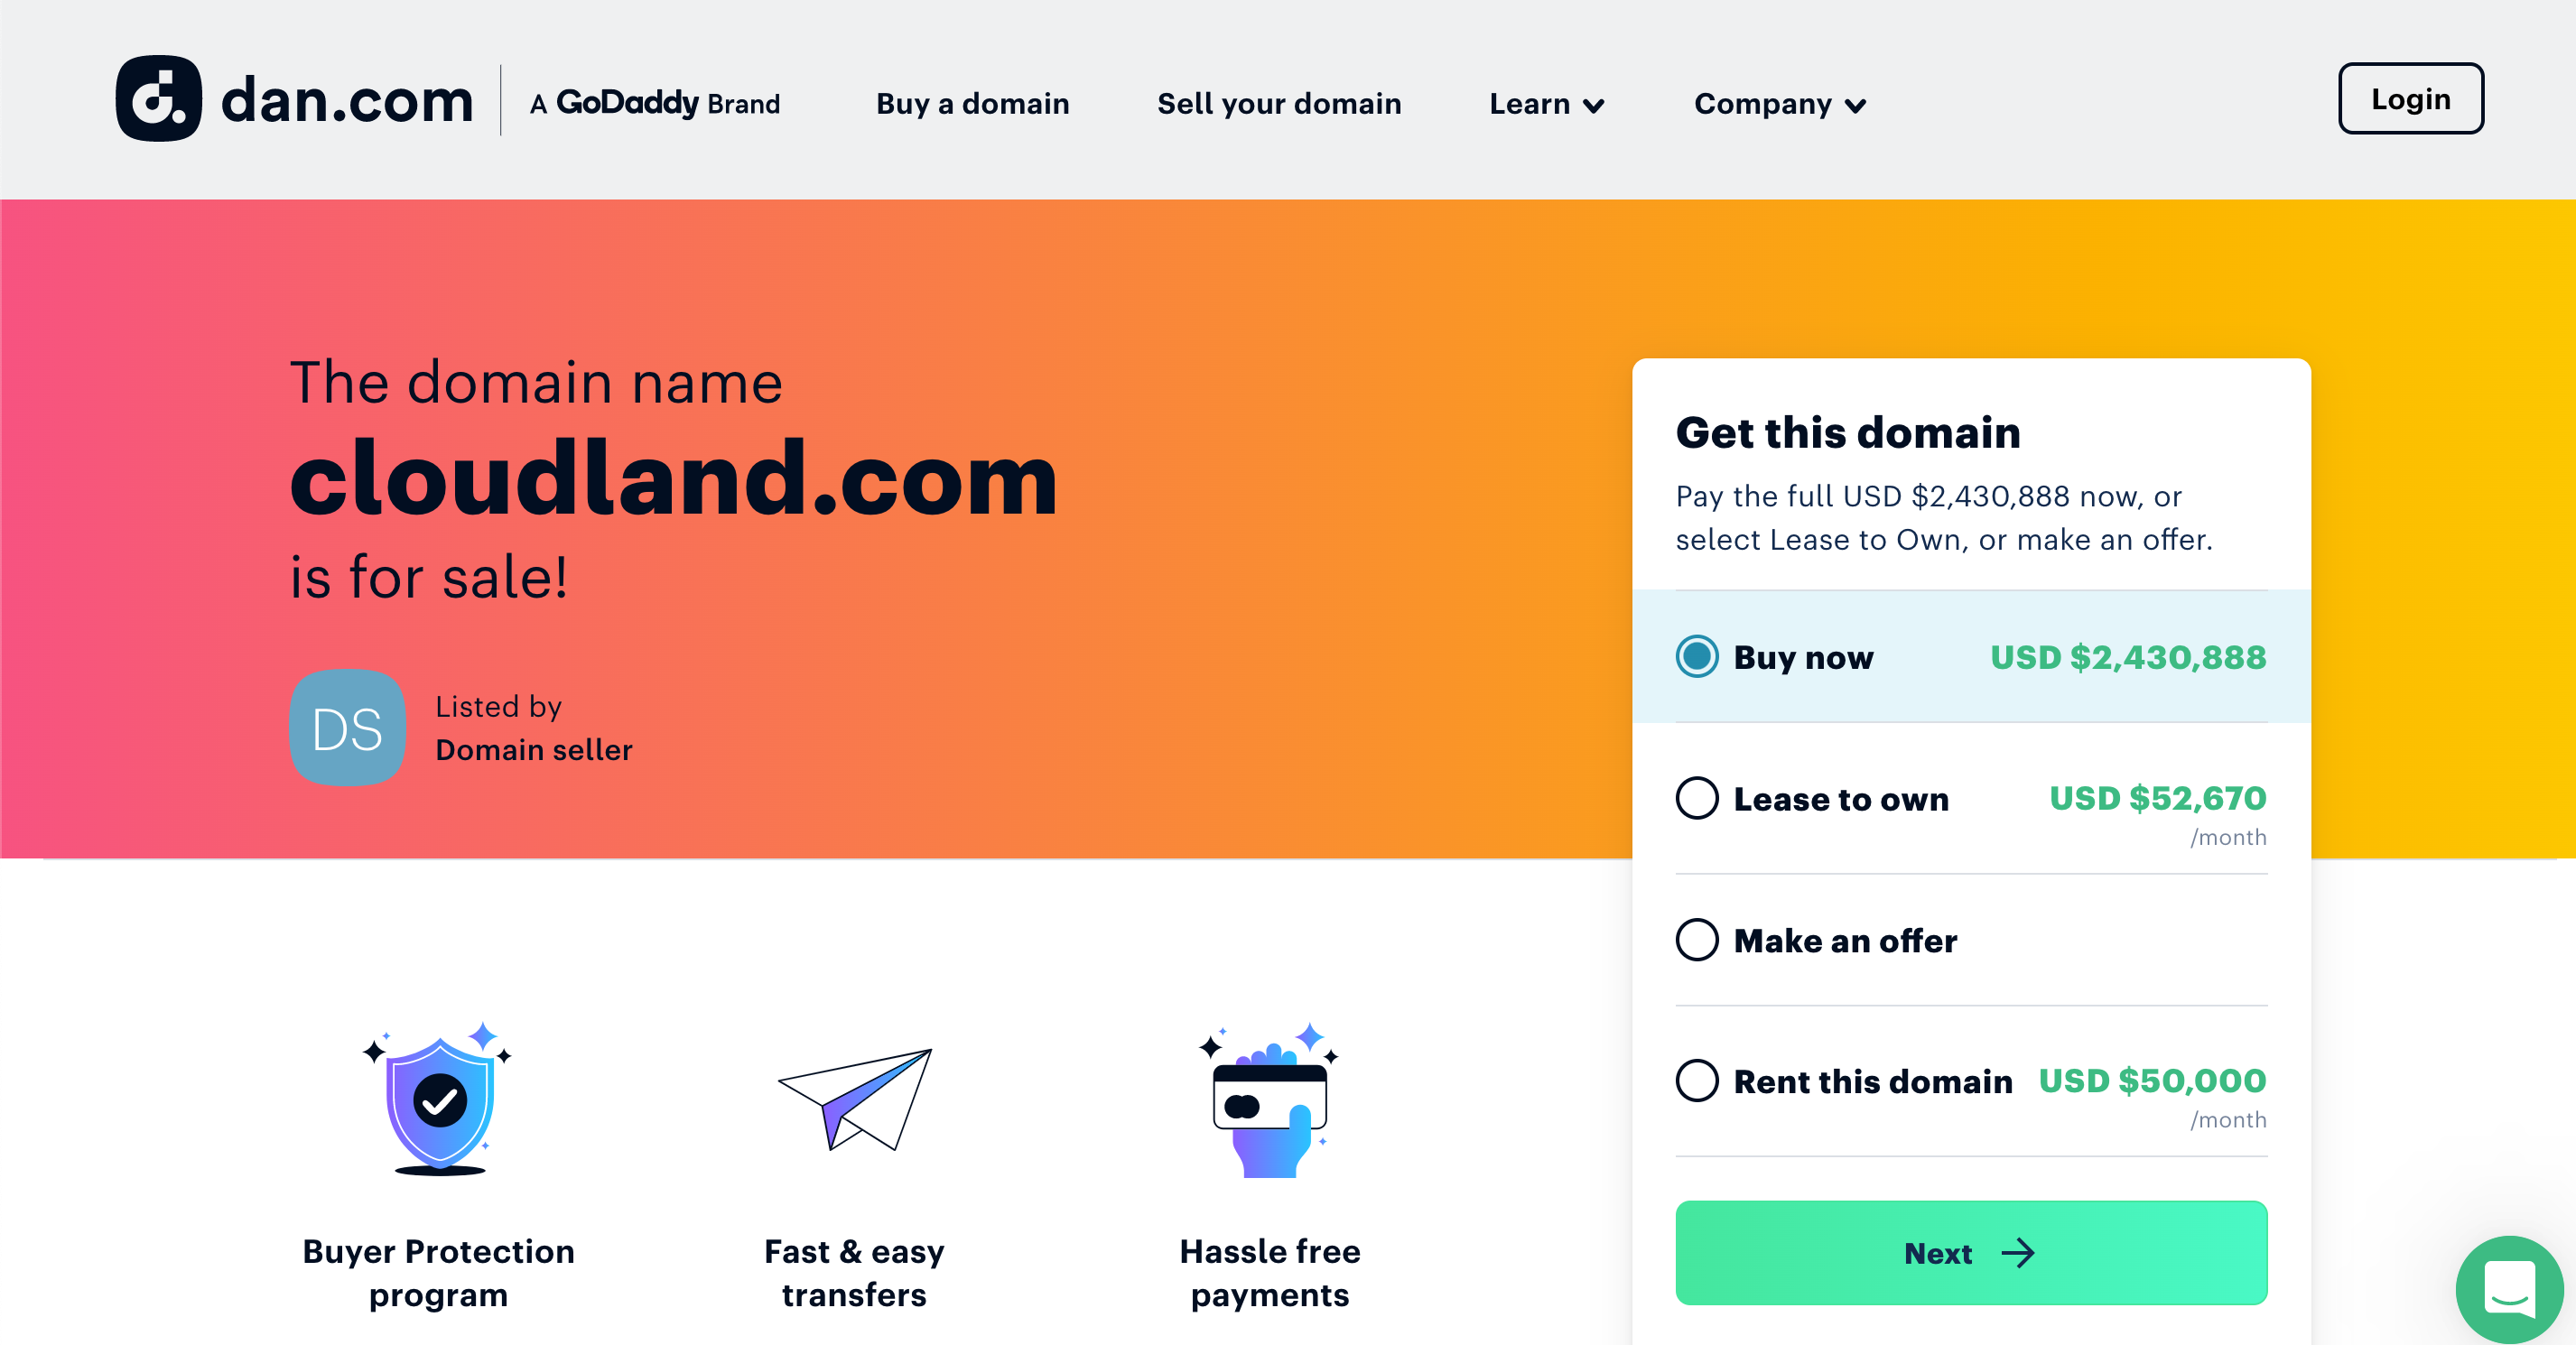 dan.com
A GoDaddy Brand
Buy a domain
Sell your domain
Learn
Company
Login
The domain name
cloudland.com
is for sale!
DS
Listed by
Domain seller
Get this domain
Pay the full USD $2,430,888 now, or
select Lease to Own, or make an offer.
Buy now USD $2,430,888
Lease to own USD $52,670
/month
Make an offer
Rent this domain USD $50,000
/month
Next
Buyer Protection
program
Fast & easy
transfers
Hassle free
payments